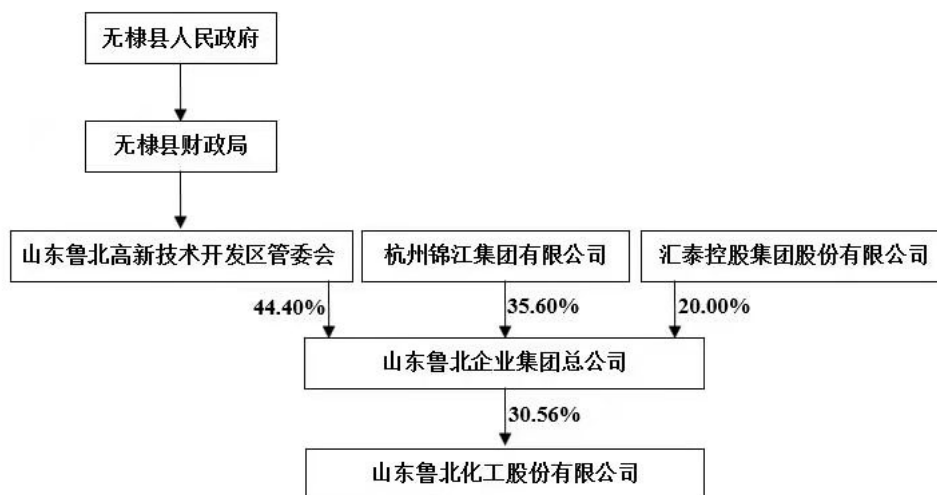 无棣县人民政府
无棣县财政局
山东鲁北高新技术开发区管委会
杭州锦江集团有限公司
汇泰控股集团股份有限公司
44.40%
35.60%
20.00%
山东鲁北企业集团总公司
30.56%
山东鲁北化工股份有限公司